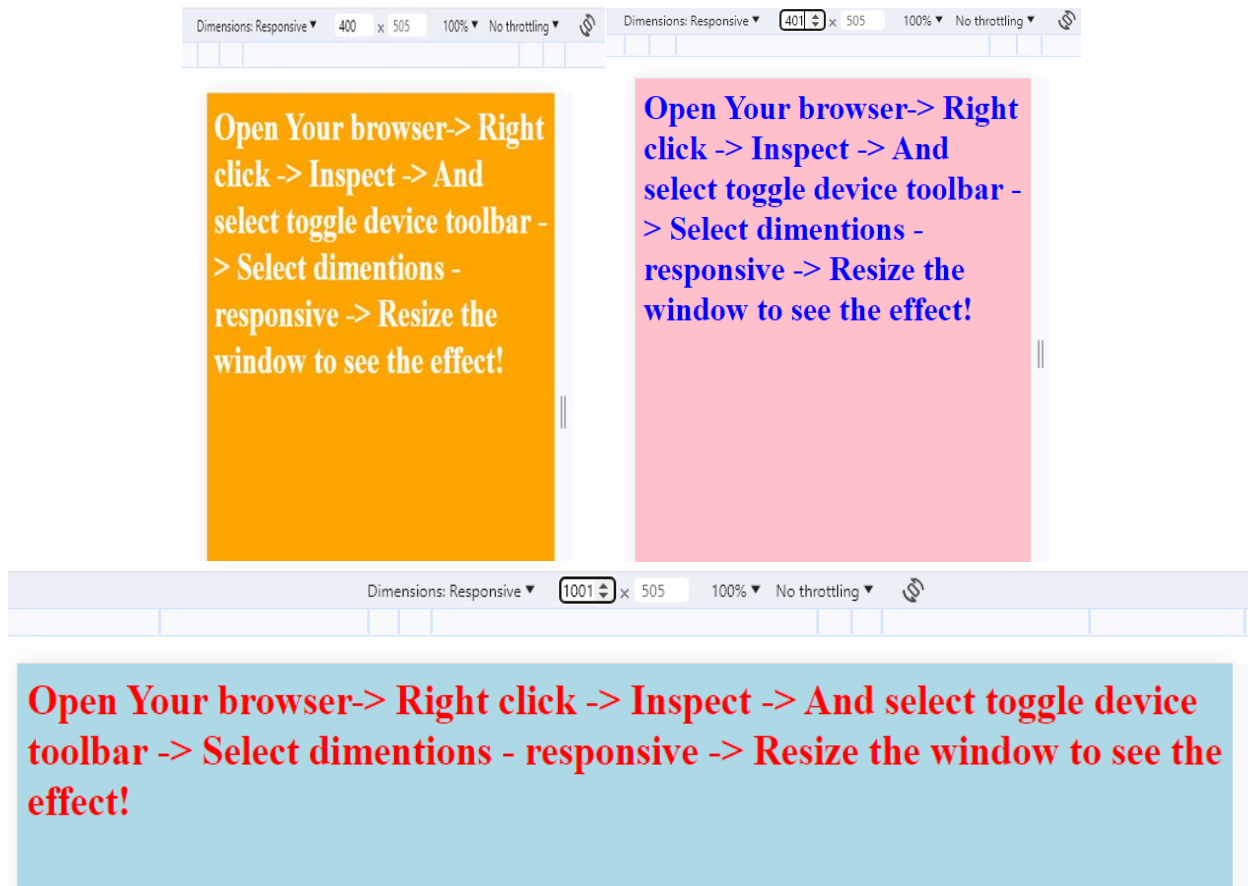 Dimensions: Responsive ▼ 400 x 505 100% ▼ No throttling ▼
Open Your browser-> Right
click -> Inspect -> And
select toggle device toolbar -
> Select dimentions -
responsive -> Resize the
window to see the effect!
Dimensions: Responsive ▼ 401 x 505 100% ▼ No throttling ▼
Open Your browser-> Right
click -> Inspect -> And
select toggle device toolbar -
> Select dimentions -
responsive -> Resize the
window to see the effect!
Dimensions: Responsive ▼ 1001 x 505 100% ▼ No throttling ▼
Open Your browser-> Right click -> Inspect -> And select toggle device
toolbar -> Select dimentions - responsive -> Resize the window to see the
effect!